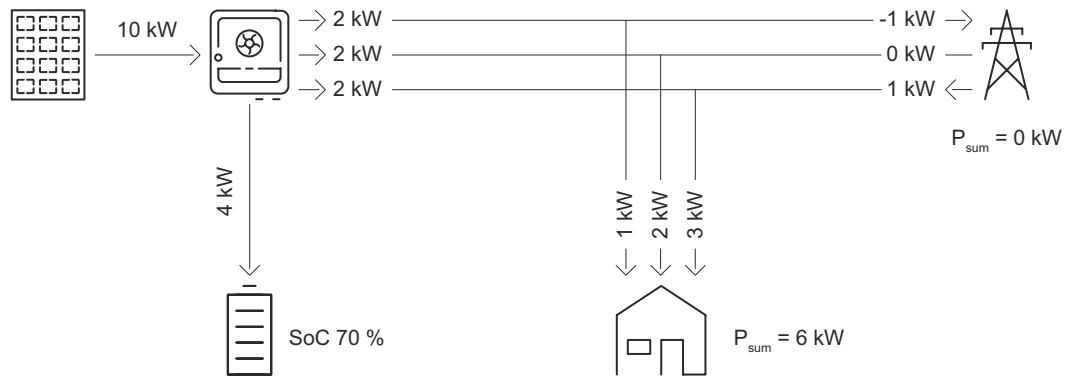 10 kW
2 kW
-1 kW
2 kW
0 kW
2 kW
1 kW
P_sum = 0 kW
4 kW
1 kW
2 kW
3 kW
SoC 70 %
P_sum = 6 kW